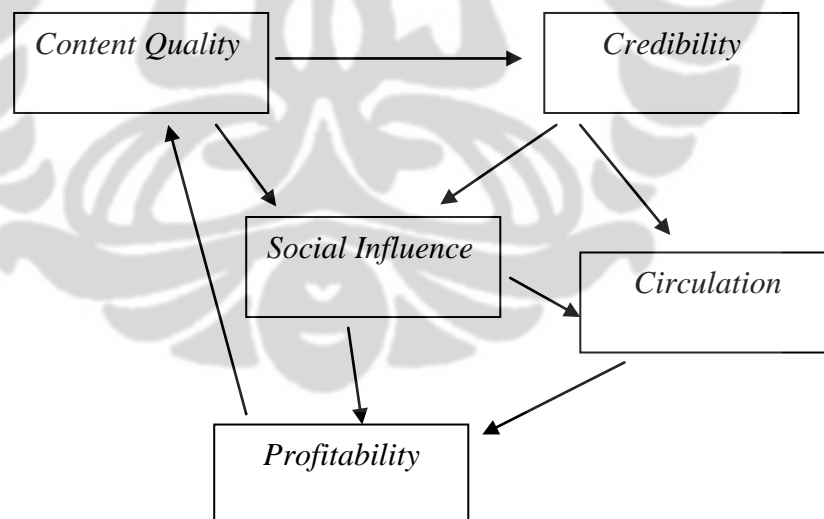 Content Quality
Credibility
Social Influence
Circulation
Profitability